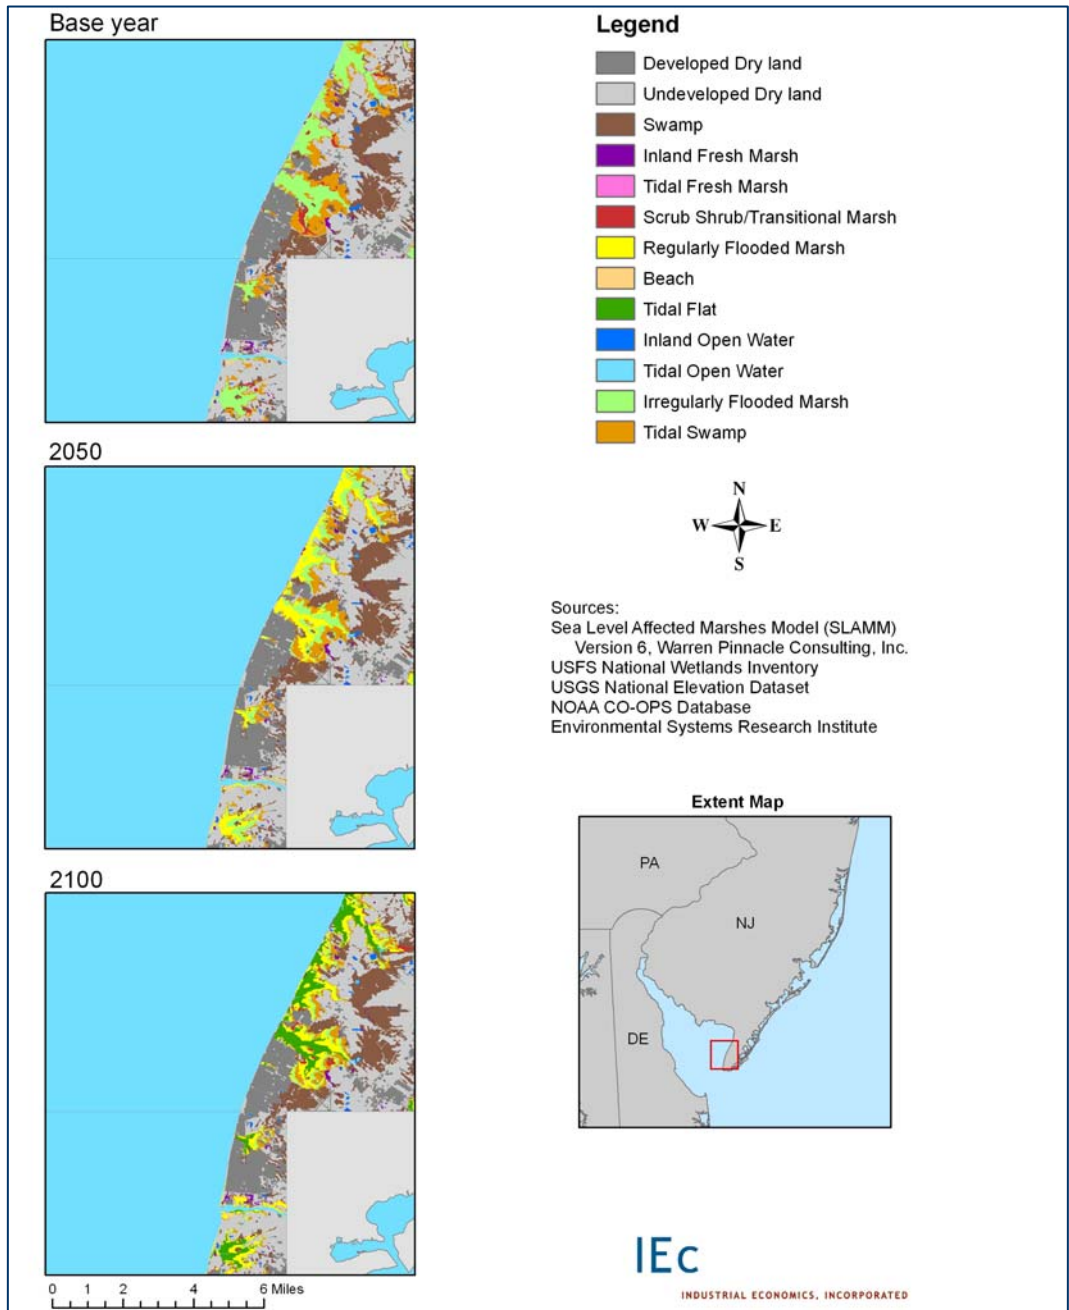 Base year
Legend
Developed Dry land
Undeveloped Dry land
Swamp
Inland Fresh Marsh
Tidal Fresh Marsh
Scrub Shrub/Transitional Marsh
Regularly Flooded Marsh
Beach
Tidal Flat
Inland Open Water
Tidal Open Water
Irregularly Flooded Marsh
Tidal Swamp
2050
N
W E
S
Sources:
Sea Level Affected Marshes Model (SLAMM)
Version 6, Warren Pinnacle Consulting, Inc.
USFS National Wetlands Inventory
USGS National Elevation Dataset
NOAA CO-OPS Database
Environmental Systems Research Institute
Extent Map
PA
NJ
DE
2100
0 1 2 4 6 Miles
IEc
INDUSTRIAL ECONOMICS, INCORPORATED